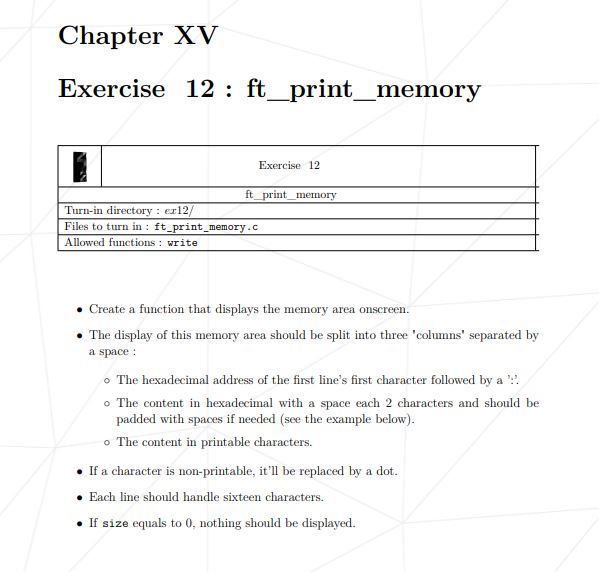 Chapter XV
Exercise 12 : ft_print_memory
Exercise 12
ft_print_memory
Turn-in directory : ex12/
Files to turn in : ft_print_memory.c
Allowed functions : write
• Create a function that displays the memory area onscreen.
• The display of this memory area should be split into three "columns" separated by
a space :
◦ The hexadecimal address of the first line's first character followed by a ':'.
◦ The content in hexadecimal with a space each 2 characters and should be
padded with spaces if needed (see the example below).
◦ The content in printable characters.
• If a character is non-printable, it'll be replaced by a dot.
• Each line should handle sixteen characters.
• If size equals to 0, nothing should be displayed.